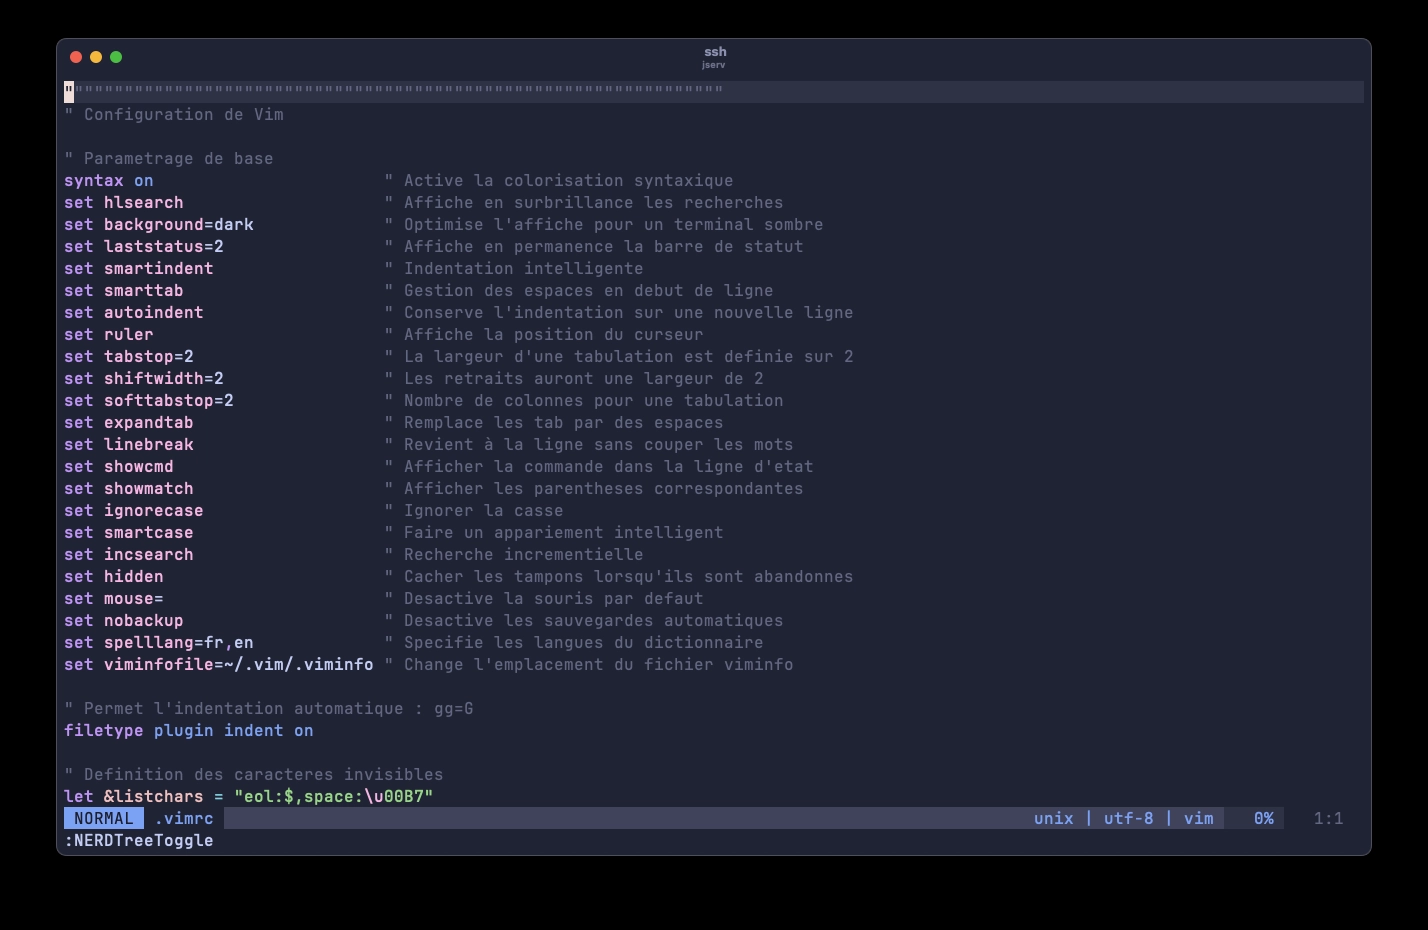 ssh
jserv
""""""""""""""""""""""""""""""""""""""""""""""""""""""""""""""""""
" Configuration de Vim
" Parametrage de base
syntax on " Active la colorisation syntaxique
set hlsearch " Affiche en surbrillance les recherches
set background=dark " Optimise l'affiche pour un terminal sombre
set laststatus=2 " Affiche en permanence la barre de statut
set smartindent " Indentation intelligente
set smarttab " Gestion des espaces en debut de ligne
set autoindent " Conserve l'indentation sur une nouvelle ligne
set ruler " Affiche la position du curseur
set tabstop=2 " La largeur d'une tabulation est definie sur 2
set shiftwidth=2 " Les retraits auront une largeur de 2
set softtabstop=2 " Nombre de colonnes pour une tabulation
set expandtab " Remplace les tab par des espaces
set linebreak " Revient à la ligne sans couper les mots
set showcmd " Afficher la commande dans la ligne d'etat
set showmatch " Afficher les parentheses correspondantes
set ignorecase " Ignorer la casse
set smartcase " Faire un appariement intelligent
set incsearch " Recherche incrementielle
set hidden " Cacher les tampons lorsqu'ils sont abandonnes
set mouse= " Desactive la souris par defaut
set nobackup " Desactive les sauvegardes automatiques
set spelllang=fr,en " Specifie les langues du dictionnaire
set viminfofile=~/.vim/.viminfo " Change l'emplacement du fichier viminfo
" Permet l'indentation automatique : gg=G
filetype plugin indent on
" Definition des caracteres invisibles
let &listchars = "eol:$,space:\u00B7"
NORMAL .vimrc unix | utf-8 | vim 0% 1:1
:NERDTreeToggle